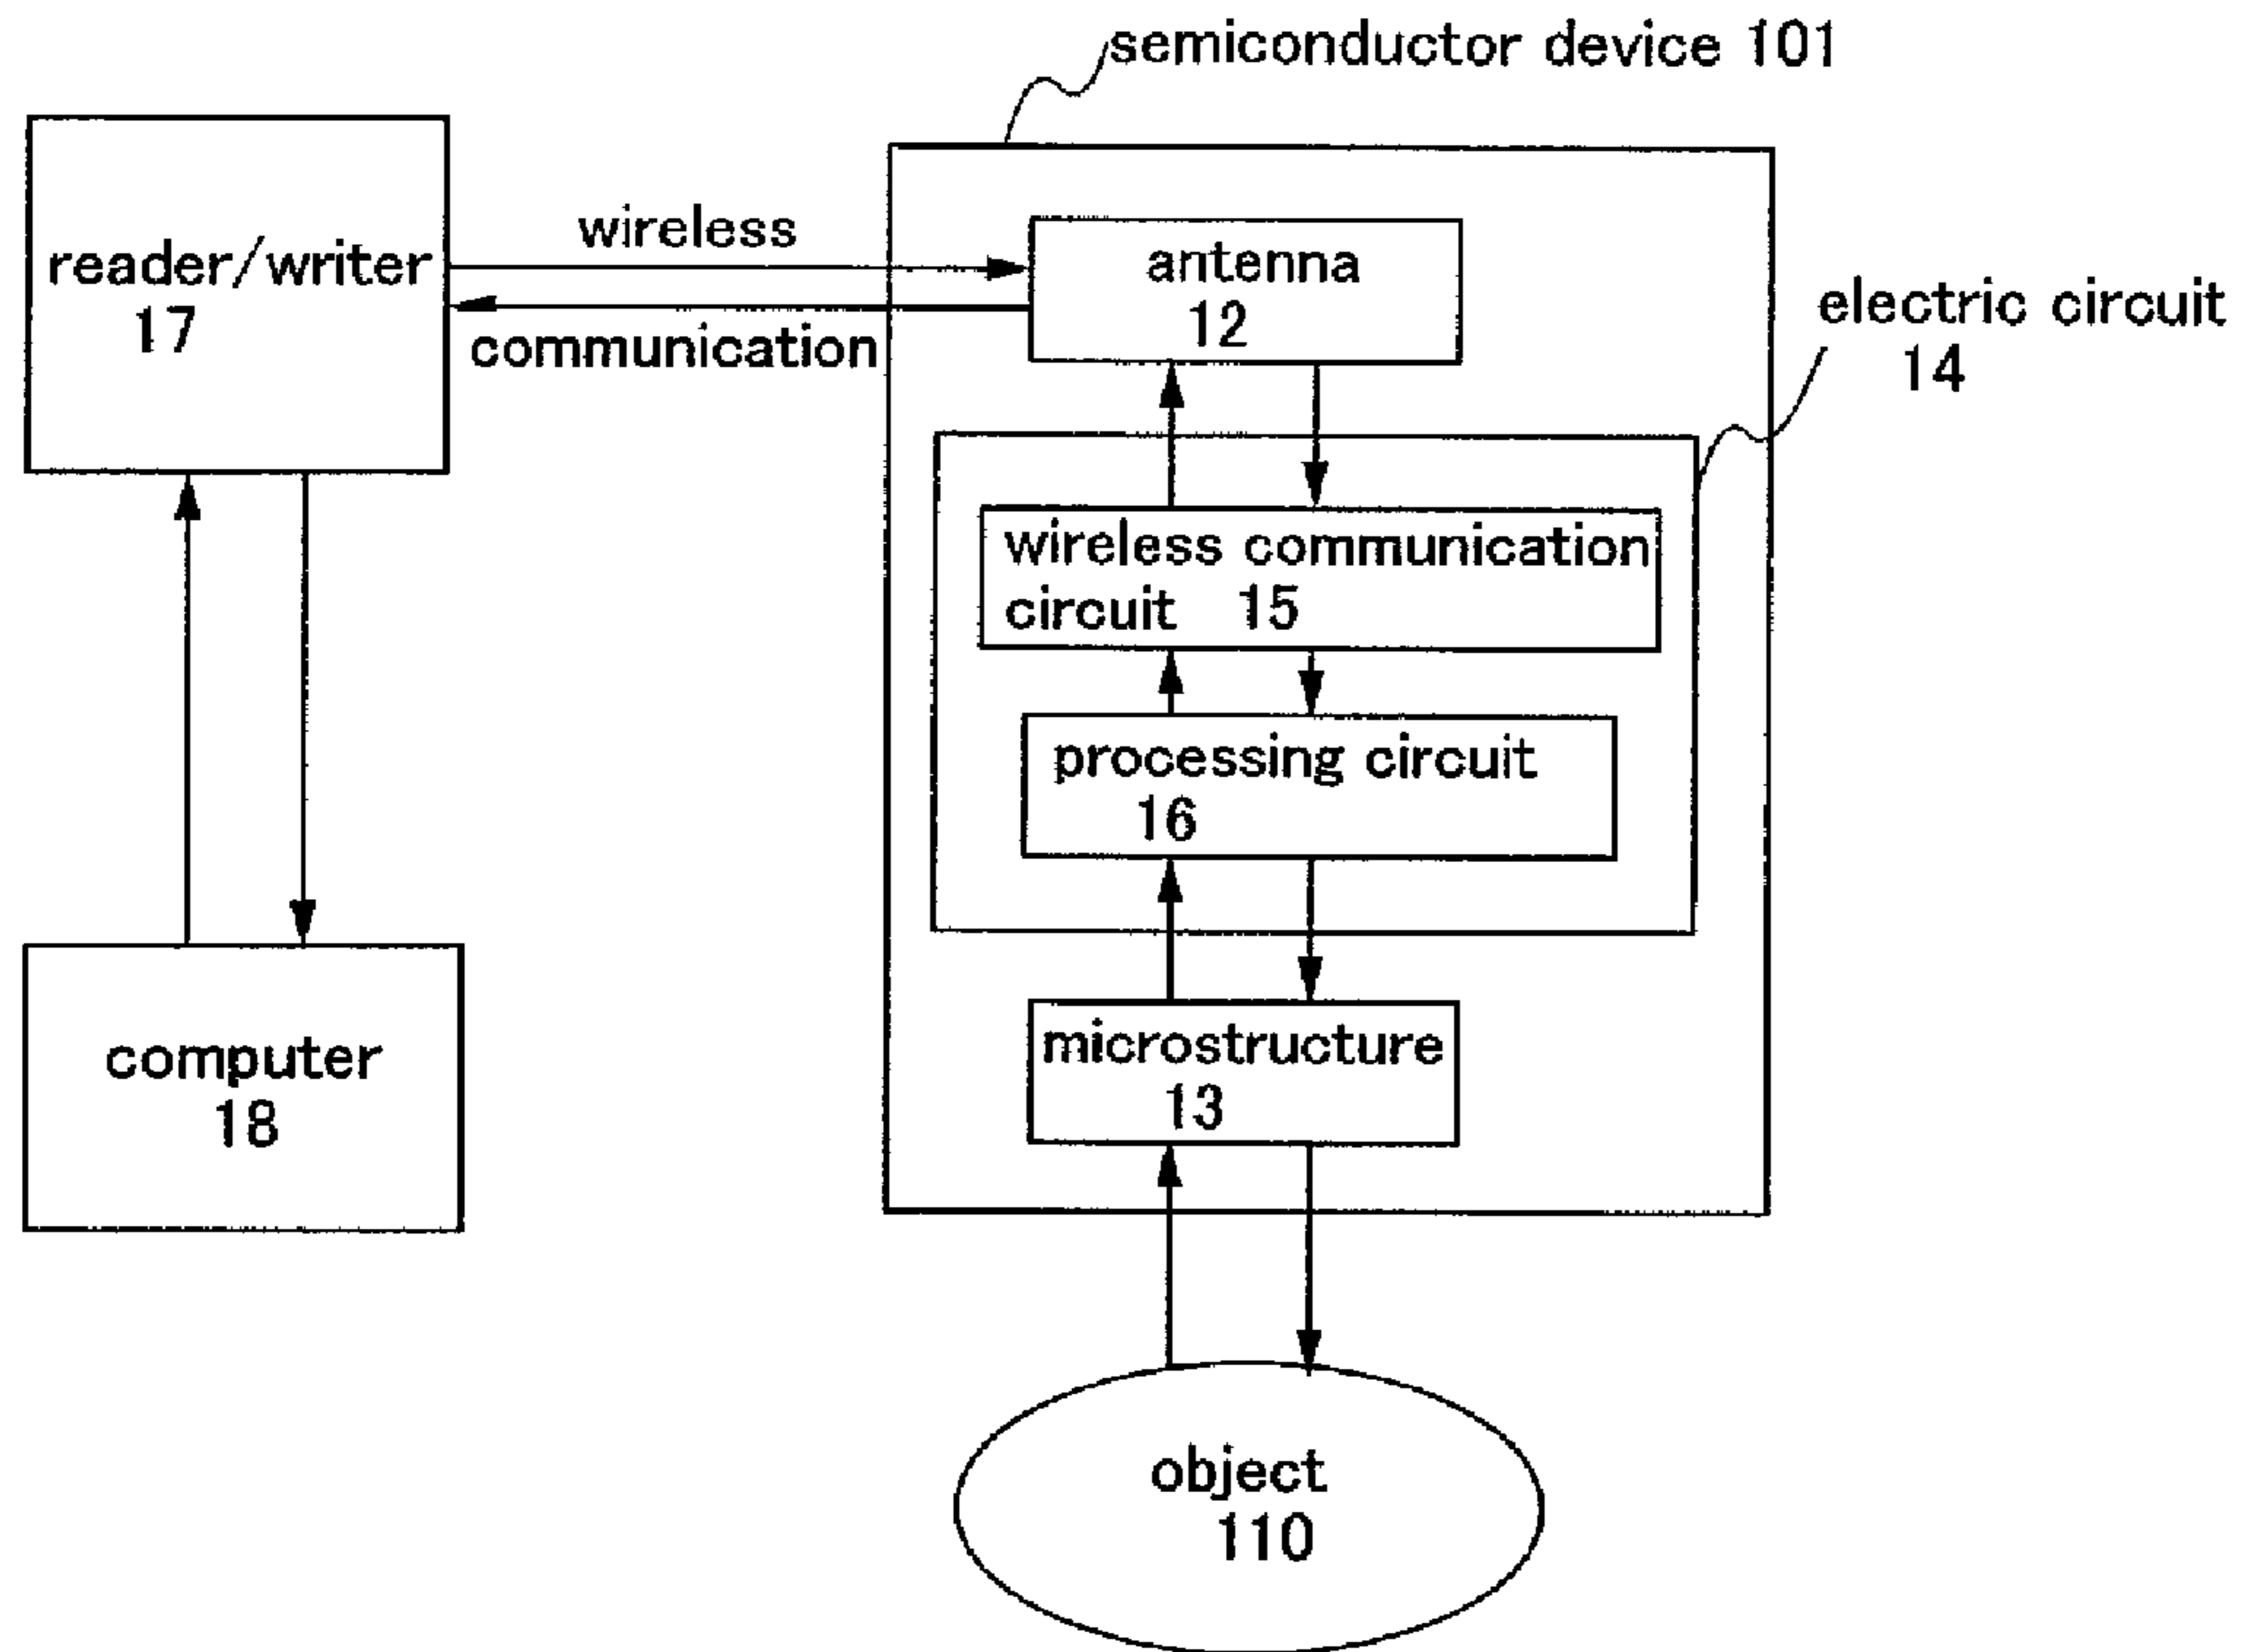 semiconductor device 101
reader/writer
17
wireless
communication
antenna
12
electric circuit
14
wireless communication
circuit 15
processing circuit
16
microstructure
13
computer
18
object
110